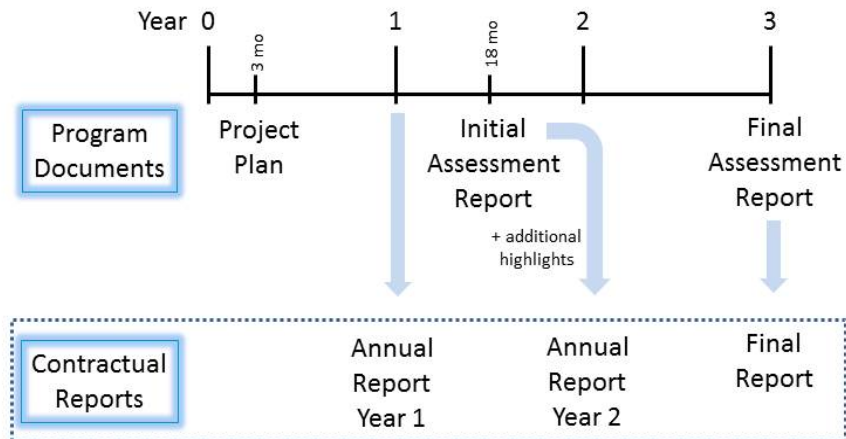 Year 0 1 2 3
3 mo
18 mo
Program
Documents
Project
Plan
Initial
Assessment
Report
Final
Assessment
Report
+ additional
highlights
Contractual
Reports
Annual
Report
Year 1
Annual
Report
Year 2
Final
Report